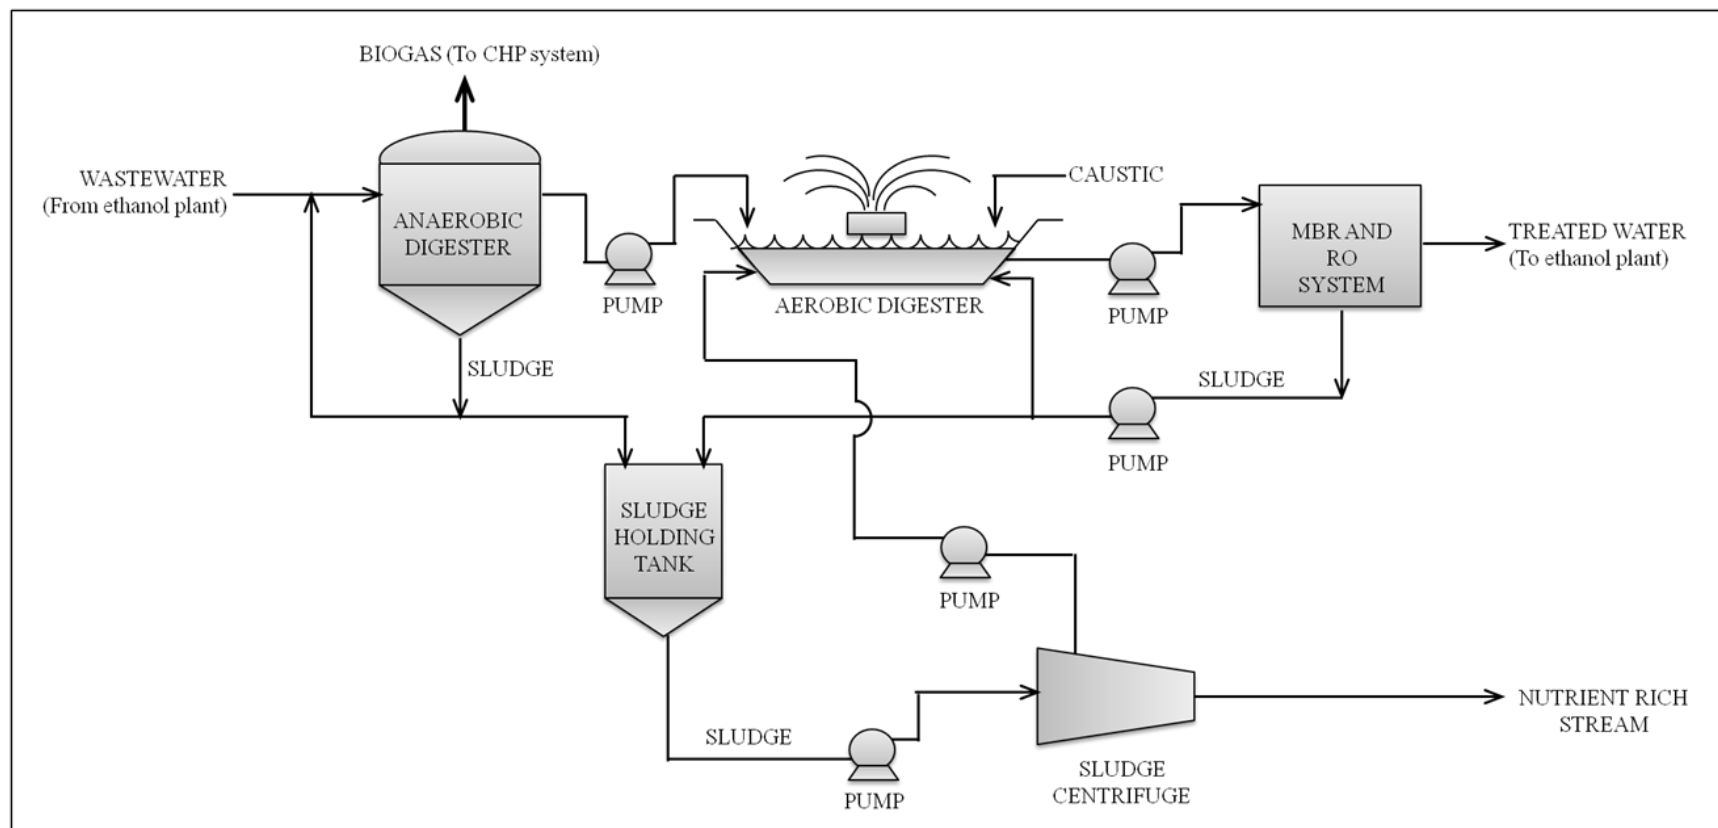 BIOGAS (To CHP system)
WASTEWATER
(From ethanol plant)
ANAEROBIC
DIGESTER
PUMP
CAUSTIC
AEROBIC DIGESTER
PUMP
MBR AND
RO
SYSTEM
TREATED WATER
(To ethanol plant)
SLUDGE
SLUDGE
PUMP
SLUDGE
HOLDING
TANK
PUMP
SLUDGE
PUMP
SLUDGE
CENTRIFUGE
NUTRIENT RICH
STREAM